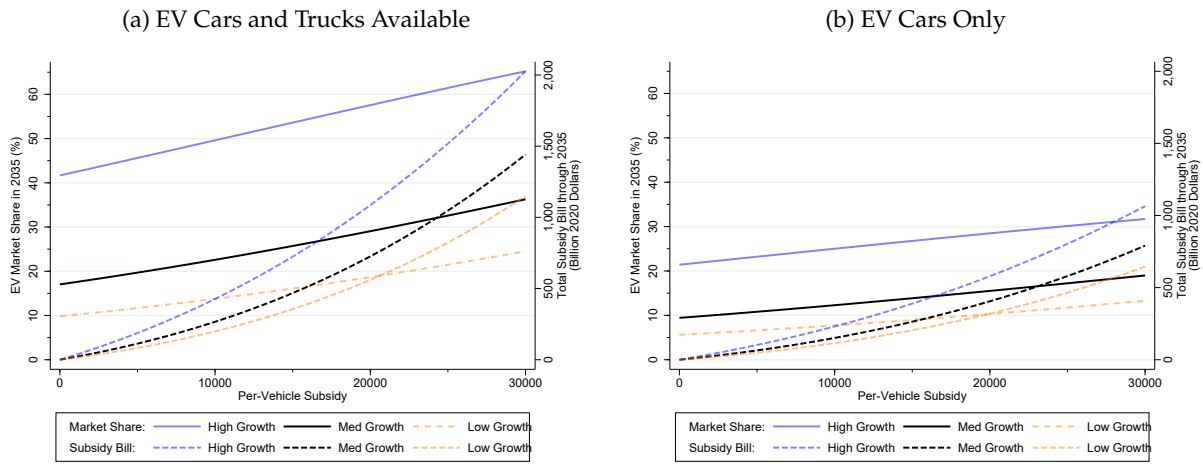 (a) EV Cars and Trucks Available
EV Market Share in 2035 (%)
60
50
40
30
20
10
0
2,000
1,500
1,000
500
0
Total Subsidy Bill through 2035
(Billion 2020 Dollars)
0
10000
20000
30000
Per-Vehicle Subsidy
Market Share: High Growth Med Growth Low Growth
Subsidy Bill: High Growth Med Growth Low Growth
(b) EV Cars Only
EV Market Share in 2035 (%)
60
50
40
30
20
10
0
2,000
1,500
1,000
500
0
Total Subsidy Bill through 2035
(Billion 2020 Dollars)
0
10000
20000
30000
Per-Vehicle Subsidy
Market Share: High Growth Med Growth Low Growth
Subsidy Bill: High Growth Med Growth Low Growth